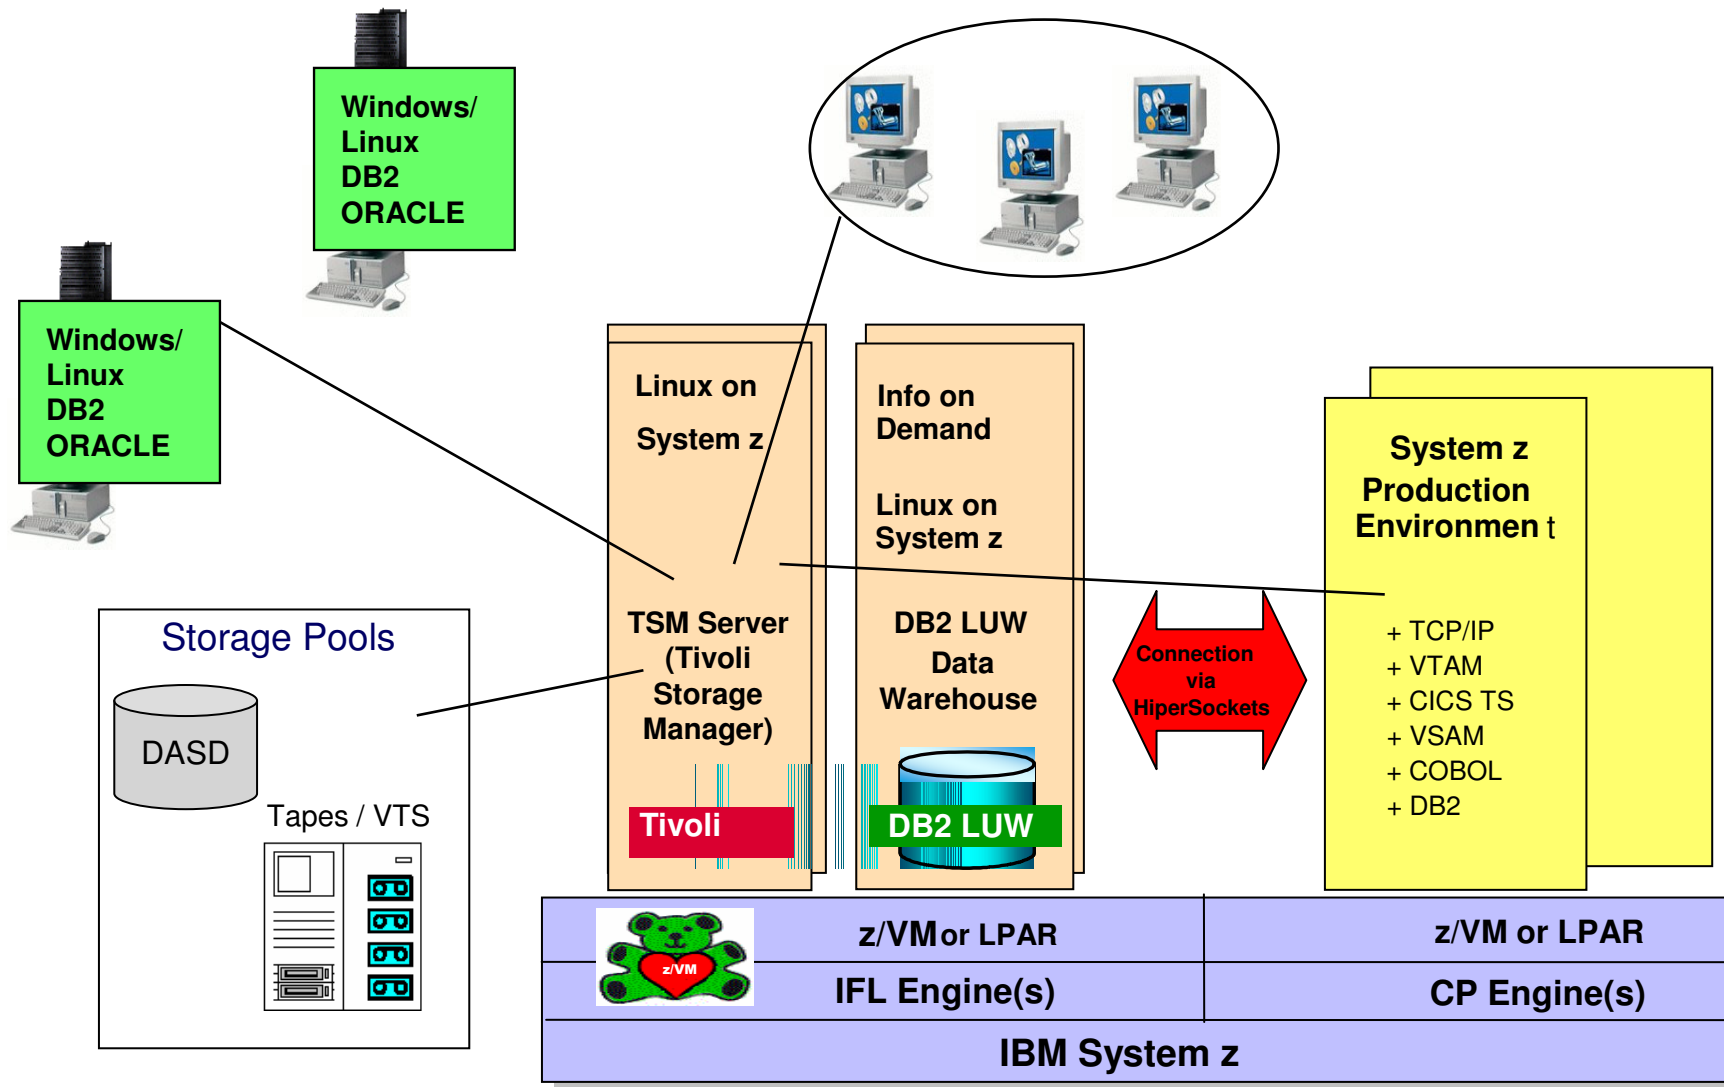 Windows/
Linux
DB2
ORACLE
Windows/
Linux
DB2
ORACLE
Storage Pools
DASD
Tapes / VTS
Linux on
System z
TSM Server
(Tivoli
Storage
Manager)
Tivoli
Info on
Demand
Linux on
System z
DB2 LUW
Data
Warehouse
DB2 LUW
Connection
via
HiperSockets
System z
Production
Environmen t
+ TCP/IP
+ VTAM
+ CICS TS
+ VSAM
+ COBOL
+ DB2
z/VM
z/VM or LPAR
z/VM or LPAR
IFL Engine(s)
CP Engine(s)
IBM System z